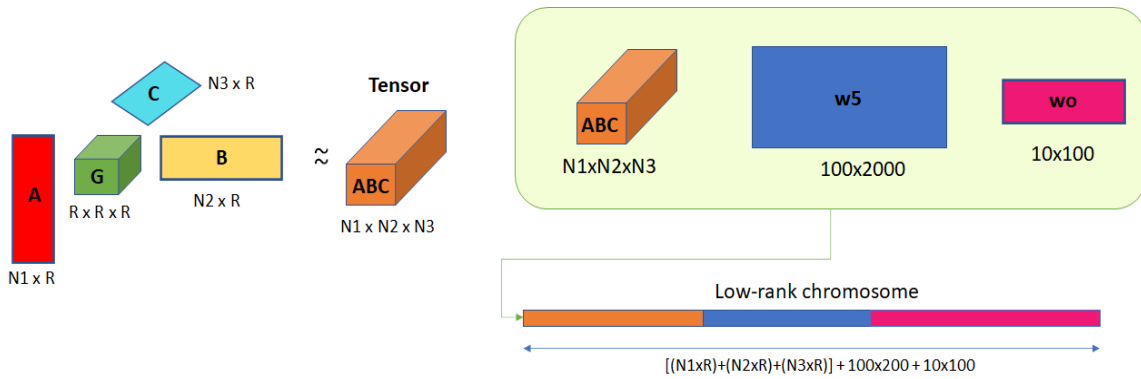 C
N3 x R
A
G
B
R x R x R
N2 x R
N1 x R
≈
Tensor
ABC
N1 x N2 x N3
ABC
N1xN2xN3
w5
100x2000
wo
10x100
Low-rank chromosome
[(N1xR)+(N2xR)+(N3xR)] + 100x200 + 10x100